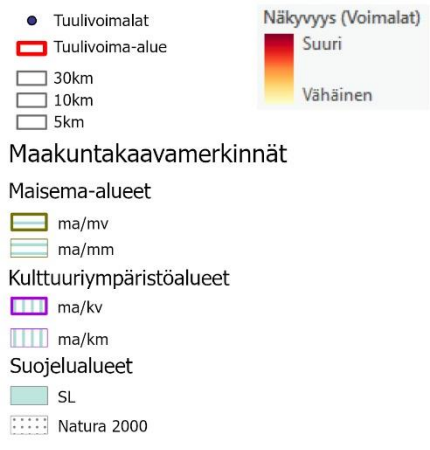 Tuulivoimalat
Tuulivoima-alue
30km
10km
5km
Näkyvyys (Voimalat)
Suuri
Vähäinen
Maakuntakaavamerkinnät
Maisema-alueet
ma/mv
ma/mm
Kulttuuriympäristöalueet
ma/kv
ma/km
Suojelualueet
SL
Natura 2000